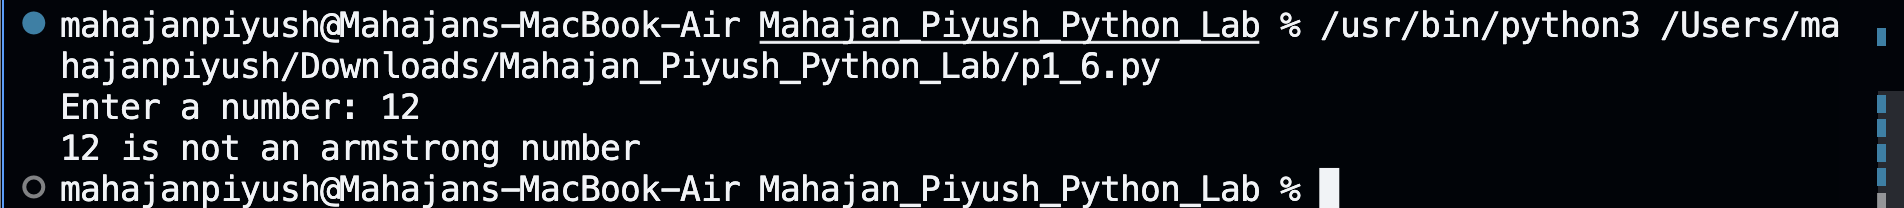 mahajanpiyush@Mahajans-MacBook-Air Mahajan_Piyush_Python_Lab % /usr/bin/python3 /Users/ma
hajanpiyush/Downloads/Mahajan_Piyush_Python_Lab/p1_6.py
Enter a number: 12
12 is not an armstrong number
mahajanpiyush@Mahajans-MacBook-Air Mahajan_Piyush_Python_Lab %